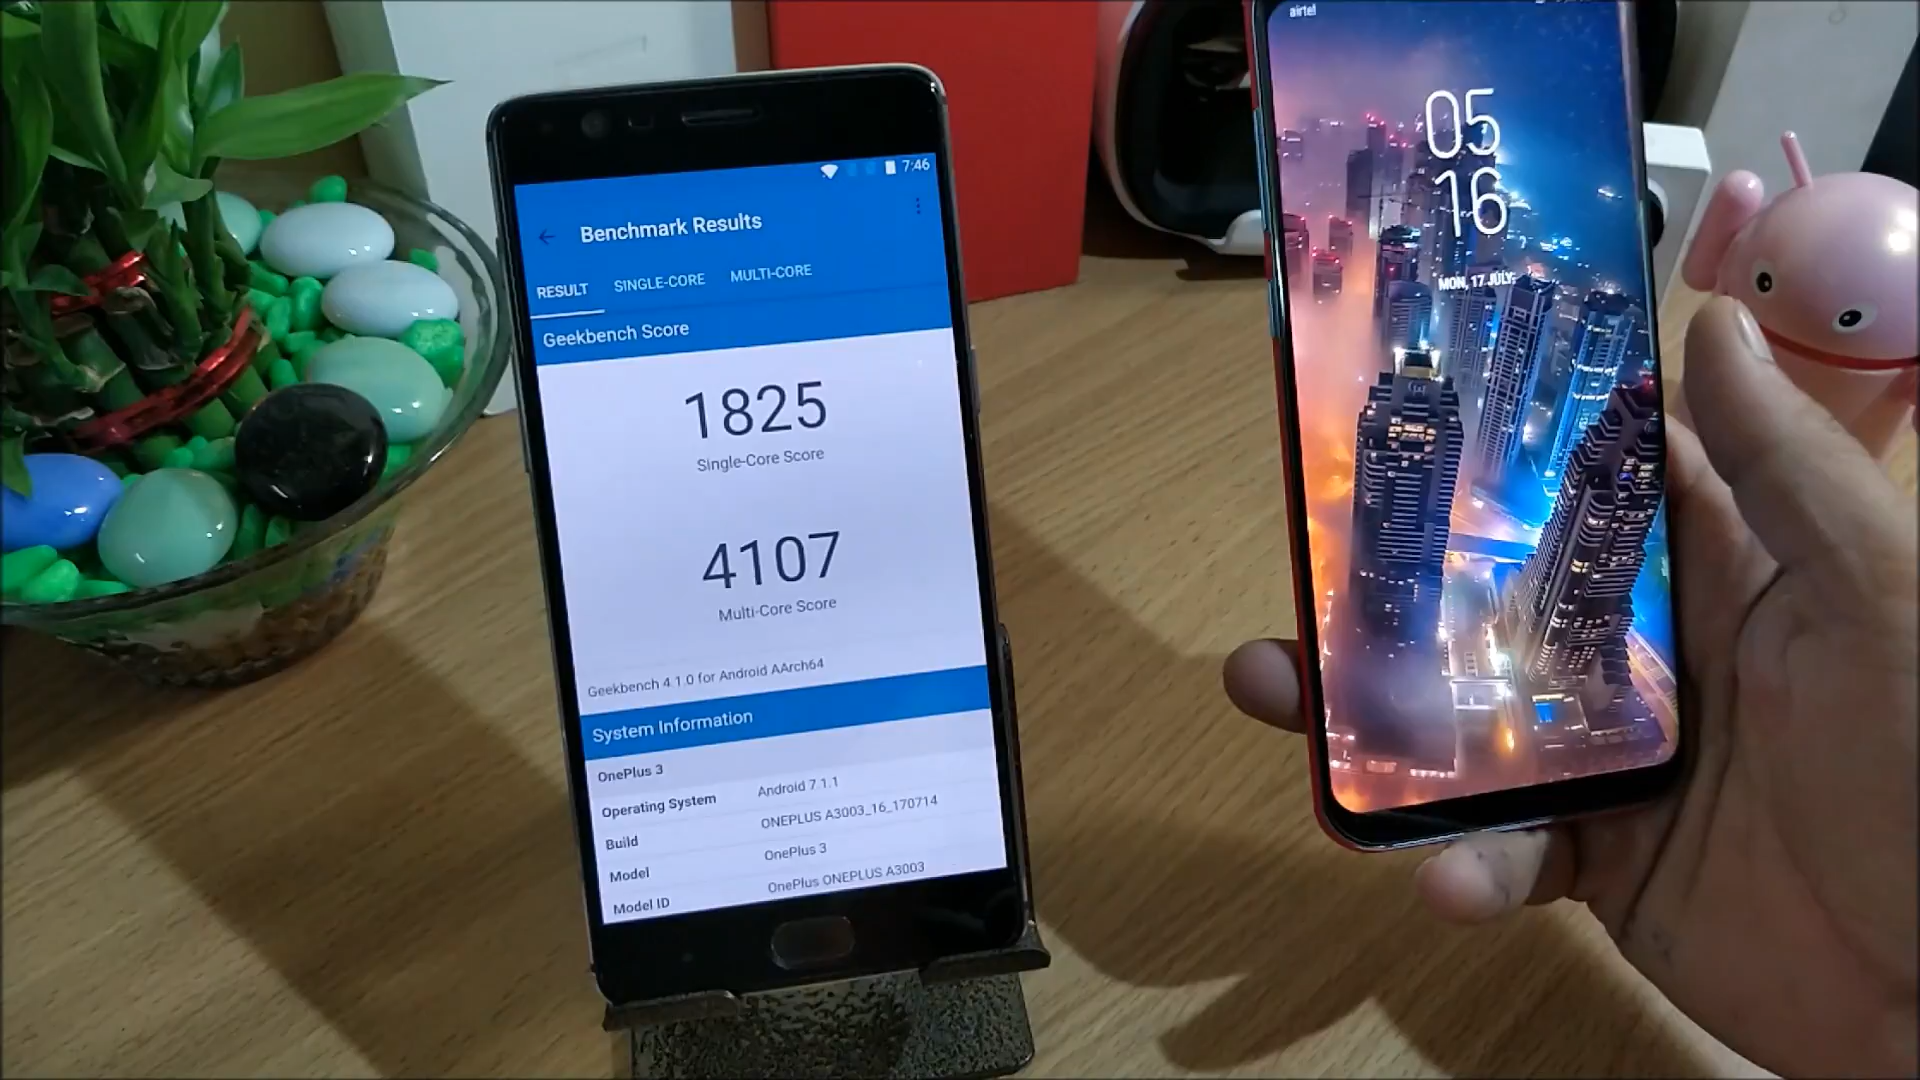 7:46
Benchmark Results
RESULT SINGLE-CORE MULTI-CORE
Geekbench Score
1825
Single-Core Score
4107
Multi-Core Score
Geekbench 4.1.0 for Android AArch64
System Information
OnePlus 3
Operating System Android 7.1.1
Build ONEPLUS A3003_16_170714
Model OnePlus 3
Model ID OnePlus ONEPLUS A3003
airtel
05
16
MON, 17 JULY